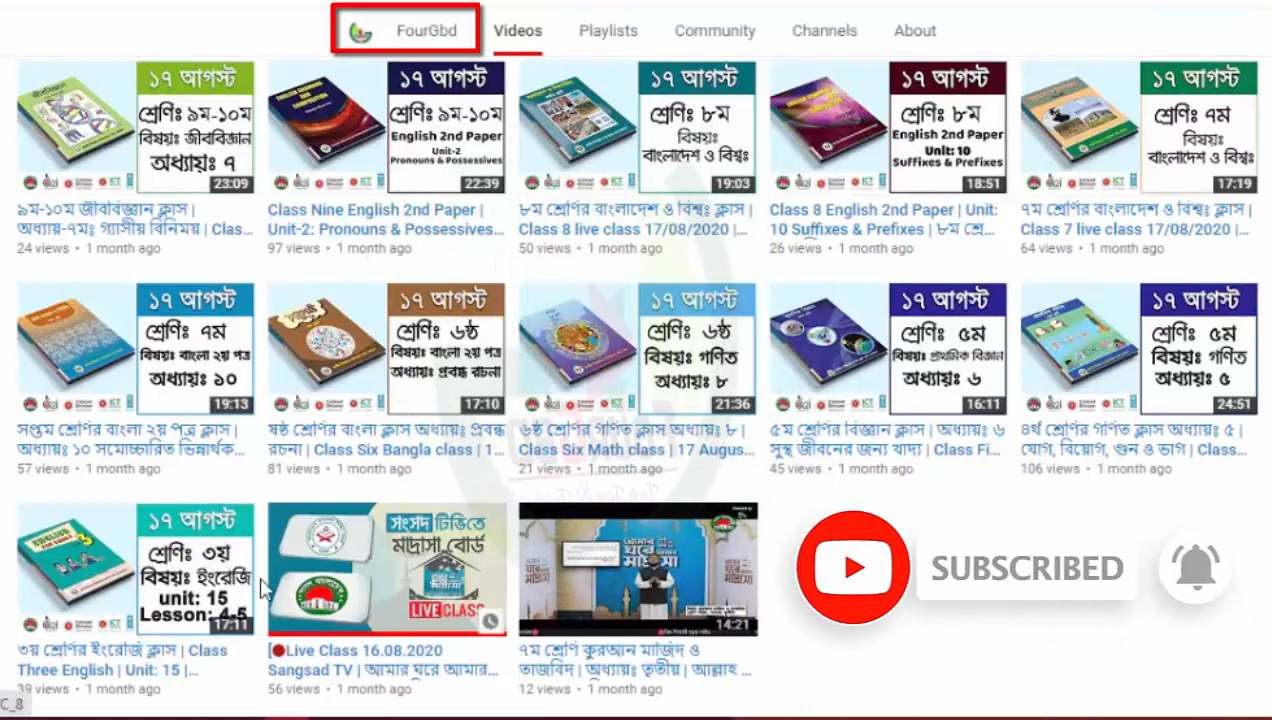 FourGbd
Videos
Playlists
Community
Channels
About
১৭ আগস্ট
শ্রেণিঃ ৯ম-১০ম
বিষয়ঃ জীববিজ্ঞান
অধ্যায়ঃ ৭
23:09
৯ম-১০ম জীববিজ্ঞান ক্লাস |
অধ্যায়-৭মঃ গ্যাসীয় বিনিময় | Clas...
24 views • 1 month ago
১৭ আগস্ট
শ্রেণিঃ ৯ম-১০ম
English 2nd Paper
Unit-2
Pronouns & Possessives
22:39
Class Nine English 2nd Paper |
Unit-2: Pronouns & Possessives...
97 views • 1 month ago
১৭ আগস্ট
শ্রেণিঃ ৮ম
বিষয়ঃ
বাংলাদেশ ও বিশ্বঃ
19:03
৮ম শ্রেণির বাংলাদেশ ও বিশ্বঃ ক্লাস |
Class 8 live class 17/08/2020 |...
50 views • 1 month ago
১৭ আগস্ট
শ্রেণিঃ ৮ম
English 2nd Paper
Unit: 10
Suffixes & Prefixes
18:51
Class 8 English 2nd Paper | Unit:
10 Suffixes & Prefixes | ৮ম শ্রে...
26 views • 1 month ago
১৭ আগস্ট
শ্রেণিঃ ৭ম
বিষয়ঃ
বাংলাদেশ ও বিশ্বঃ
17:19
৭ম শ্রেণির বাংলাদেশ ও বিশ্বঃ ক্লাস |
Class 7 live class 17/08/2020 |...
64 views • 1 month ago
১৭ আগস্ট
শ্রেণিঃ ৭ম
বিষয়ঃ বাংলা ২য় পত্র
অধ্যায়ঃ ১০
19:13
সপ্তম শ্রেণির বাংলা ২য় পত্র ক্লাস |
অধ্যায়ঃ ১০ সমোচ্চারিত ভিন্নার্থক...
57 views • 1 month ago
১৭ আগস্ট
শ্রেণিঃ ৬ষ্ঠ
বিষয়ঃ বাংলা ২য় পত্র
অধ্যায়ঃ প্রবন্ধ রচনা
17:10
ষষ্ঠ শ্রেণির বাংলা ক্লাস অধ্যায়ঃ প্রবন্ধ
রচনা | Class Six Bangla class | 1...
81 views • 1 month ago
১৭ আগস্ট
শ্রেণিঃ ৬ষ্ঠ
বিষয়ঃ গণিত
অধ্যায়ঃ ৮
21:36
৬ষ্ঠ শ্রেণির গণিত ক্লাস অধ্যায়ঃ ৮ |
Class Six Math class | 17 Augus...
21 views • 1 month ago
১৭ আগস্ট
শ্রেণিঃ ৫ম
বিষয়ঃ প্রাথমিক বিজ্ঞান
অধ্যায়ঃ ৬
16:11
৫ম শ্রেণির বিজ্ঞান ক্লাস | অধ্যায়ঃ ৬
সুস্থ জীবনের জন্য খাদ্য | Class Fi...
45 views • 1 month ago
১৭ আগস্ট
শ্রেণিঃ ৫ম
বিষয়ঃ গণিত
অধ্যায়ঃ ৫
24:51
৪র্থ শ্রেণির গণিত ক্লাস অধ্যায়ঃ ৫ |
যোগ, বিয়োগ, গুন ও ভাগ | Class...
106 views • 1 month ago
১৭ আগস্ট
শ্রেণিঃ ৩য়
বিষয়ঃ ইংরেজি
unit: 15
Lesson: 4-5
17:11
৩য় শ্রেণির ইংরেজি ক্লাস | Class
Three English | Unit: 15 |...
39 views • 1 month ago
সংসদ টিভিতে
মাদ্রাসা বোর্ড
LIVE CLASS
[🔴Live Class 16.08.2020
Sangsad TV | আমার ঘরে আমার...
56 views • 1 month ago
আমার
ঘরে আমার
মাদ্রাসা
14:21
৭ম শ্রেণি কুরআন মাজিদ ও
তাজবিদ | অধ্যায়ঃ তৃতীয় | আল্লাহ ...
12 views • 1 month ago
SUBSCRIBED
C_8